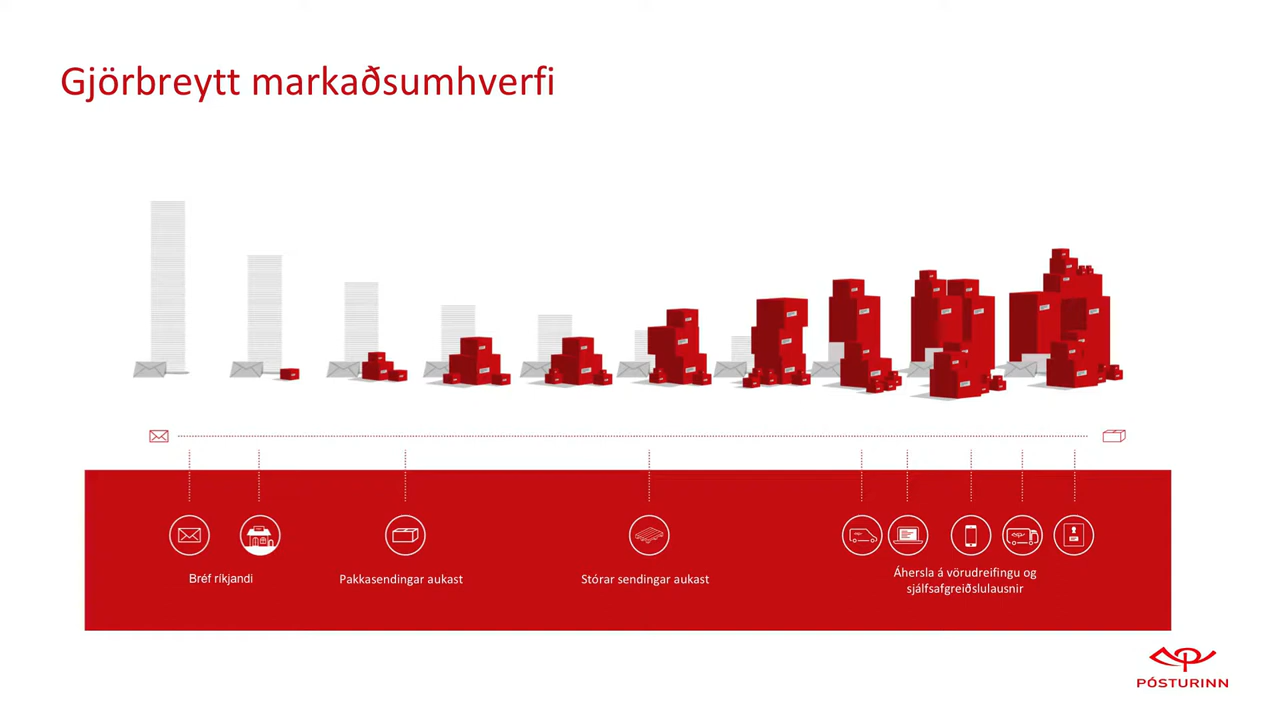 Gjörbreytt markaðsumhverfi
Bréf ríkjandi
Pakkasendingar aukast
Stórar sendingar aukast
Áhersla á vörudreifingu og
sjálfsafgreiðslulausnir
PÓSTURINN